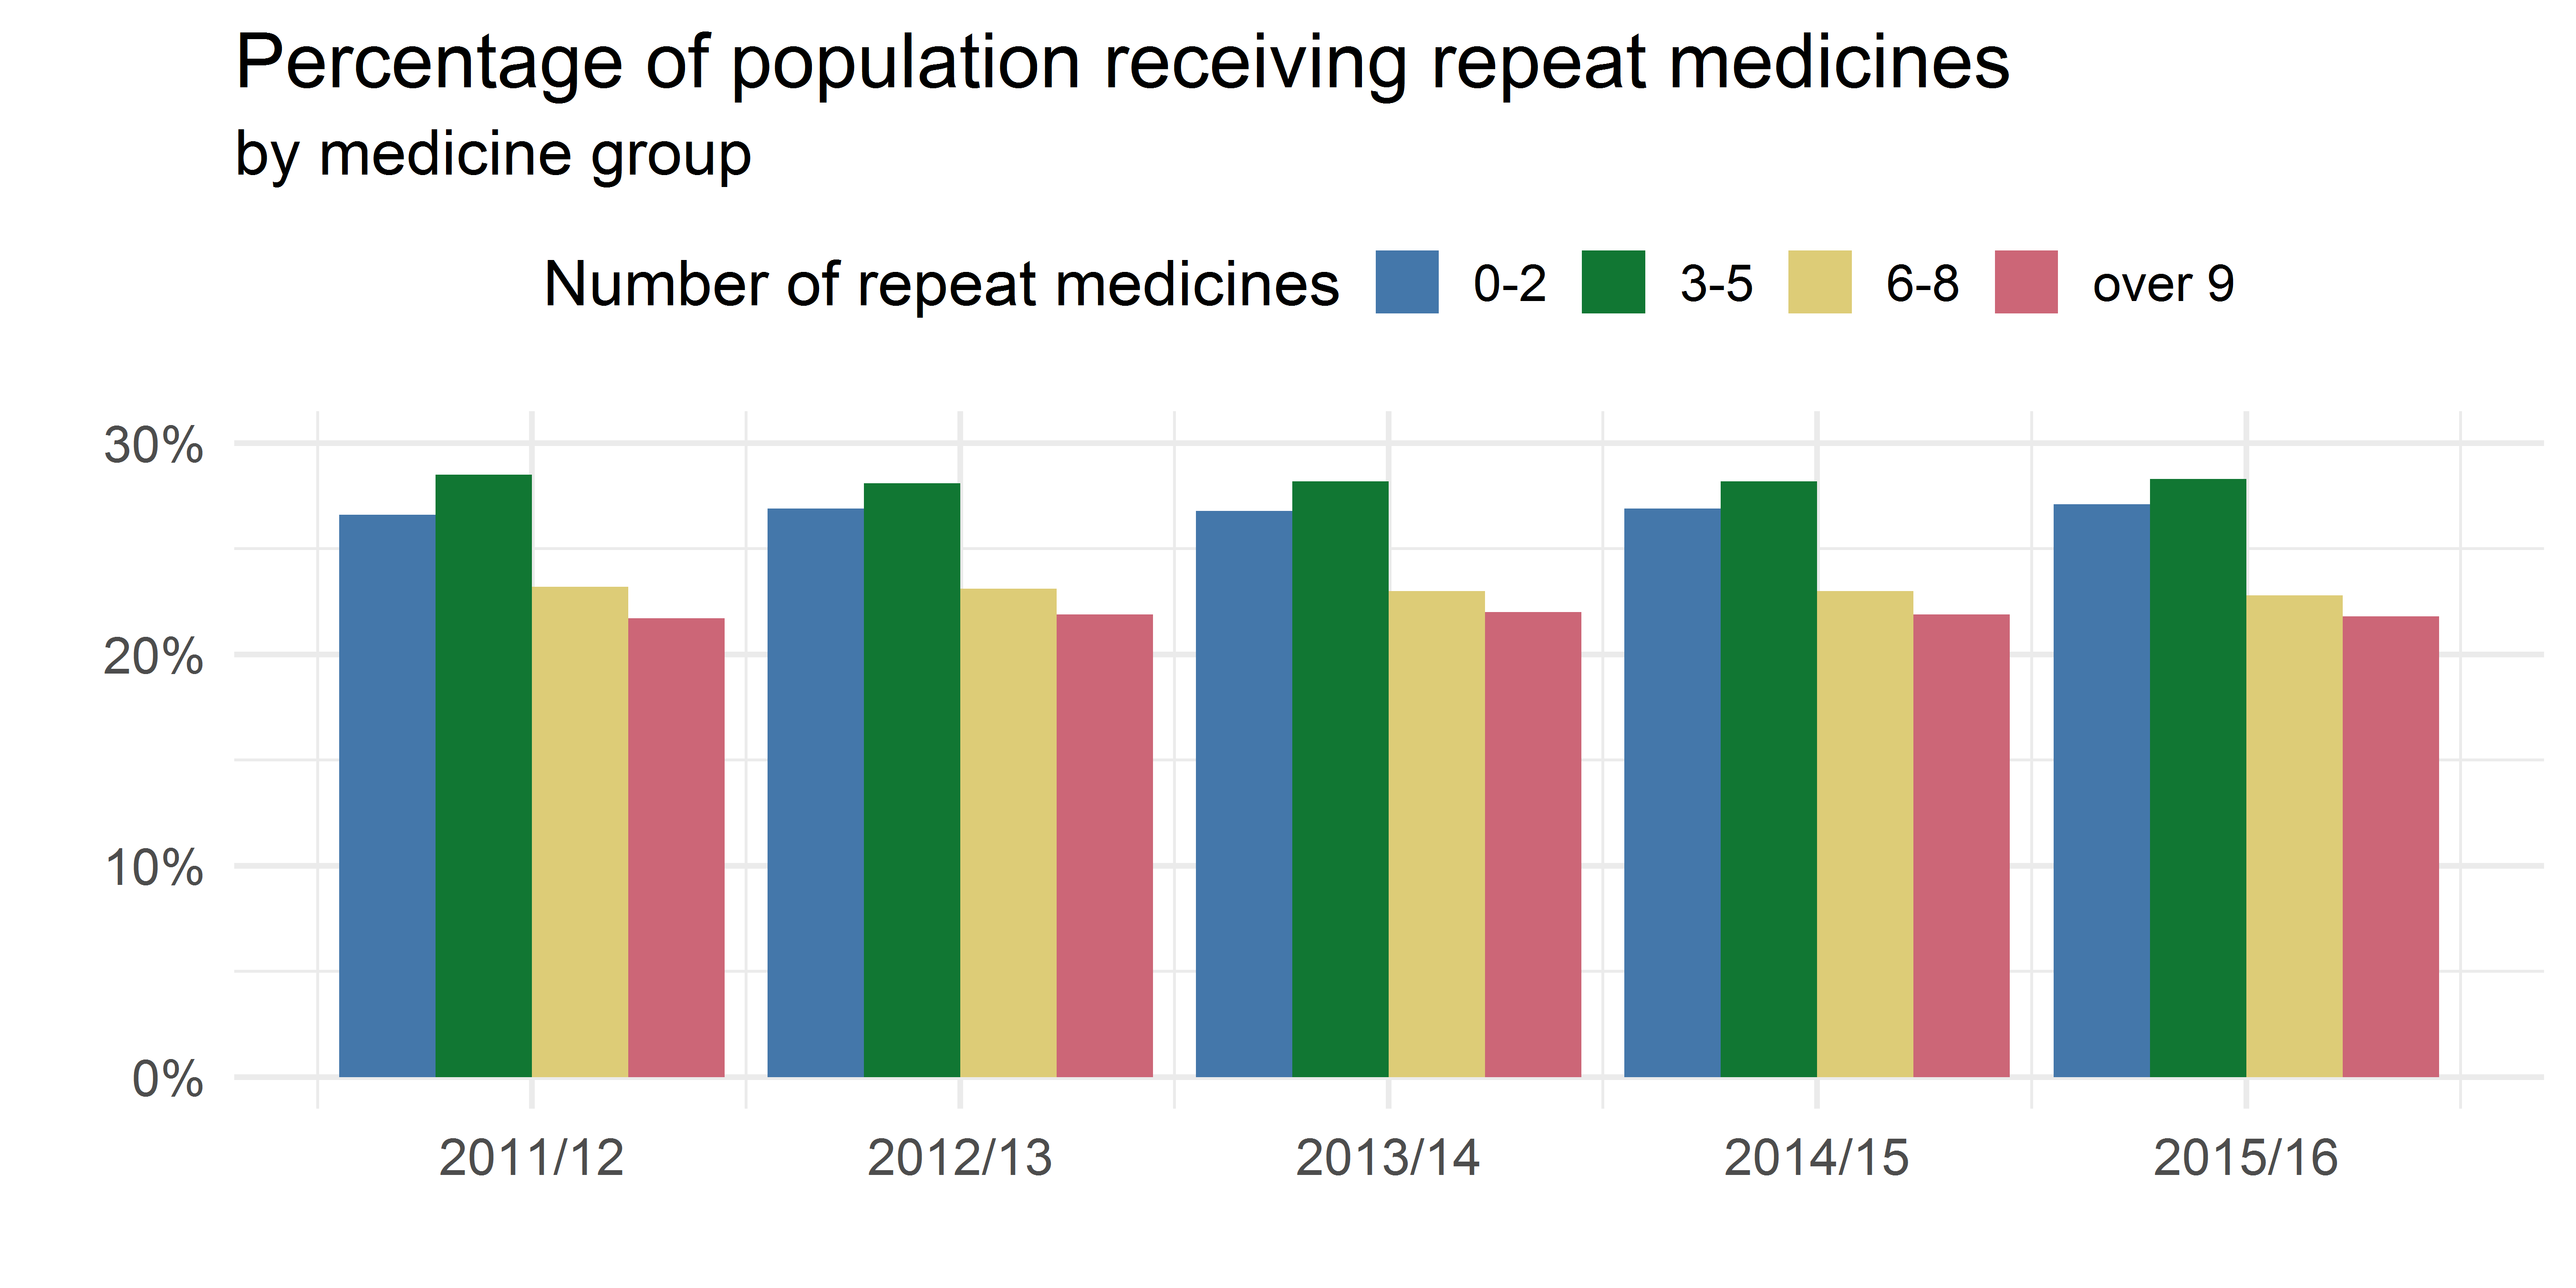 Percentage of population receiving repeat medicines
by medicine group
Number of repeat medicines 0-2 3-5 6-8 over 9
30%
20%
10%
0%
2011/12 2012/13 2013/14 2014/15 2015/16